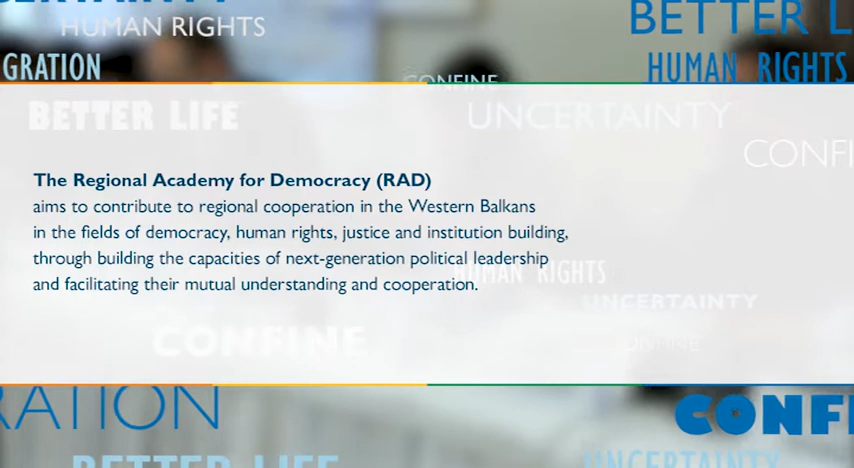 HUMAN RIGHTS
BETTER L
GRATION
HUMAN RIGHTS
CONFINE
BETTER LIFE
UNCERTAINTY
CONFI
The Regional Academy for Democracy (RAD)
aims to contribute to regional cooperation in the Western Balkans
in the fields of democracy, human rights, justice and institution building,
through building the capacities of next-generation political leadership
and facilitating their mutual understanding and cooperation.
HUMAN RIGHTS
UNCERTAINTY
CONFINE
RATION
CONFI
BETTER LIFE
UNCERTAINTY